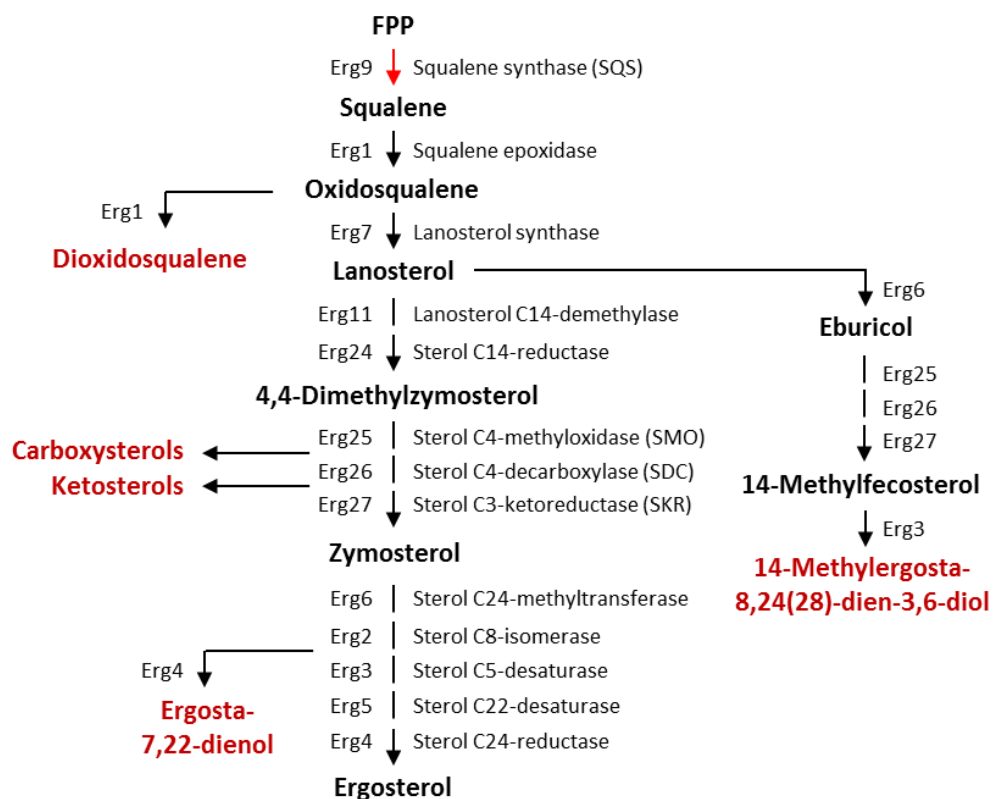 FPP
Erg9 Squalene synthase (SQS)
Squalene
Erg1 Squalene epoxidase
Oxidosqualene
Erg1
Dioxidosqualene
Erg7 Lanosterol synthase
Lanosterol
Erg6
Eburicol
Erg11 Lanosterol C14-demethylase
Erg24 Sterol C14-reductase
Erg25
Erg26
Erg27
4,4-Dimethylzymosterol
Carboxysterols
Ketosterols
Erg25 Sterol C4-methyloxidase (SMO)
Erg26 Sterol C4-decarboxylase (SDC)
Erg27 Sterol C3-ketoreductase (SKR)
14-Methylfecosterol
Erg3
14-Methylergosta-
8,24(28)-dien-3,6-diol
Zymosterol
Erg6 Sterol C24-methyltransferase
Erg2 Sterol C8-isomerase
Erg3 Sterol C5-desaturase
Erg5 Sterol C22-desaturase
Erg4 Sterol C24-reductase
Erg4
Ergosta-
7,22-dienol
Ergosterol